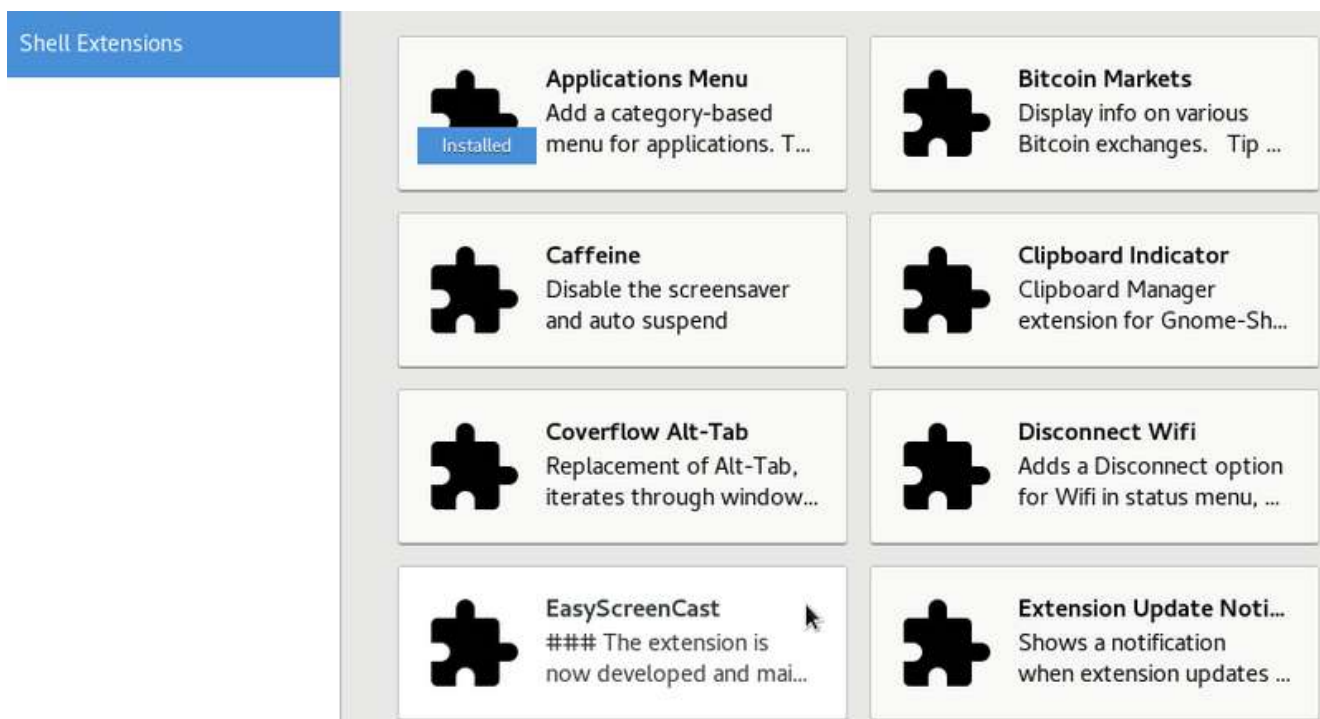 Shell Extensions
Applications Menu
Add a category-based
menu for applications. T...
Installed
Bitcoin Markets
Display info on various
Bitcoin exchanges. Tip ...
Caffeine
Disable the screensaver
and auto suspend
Clipboard Indicator
Clipboard Manager
extension for Gnome-Sh...
Coverflow Alt-Tab
Replacement of Alt-Tab,
iterates through window...
Disconnect Wifi
Adds a Disconnect option
for Wifi in status menu, ...
EasyScreenCast
### The extension is
now developed and mai...
Extension Update Noti...
Shows a notification
when extension updates ...